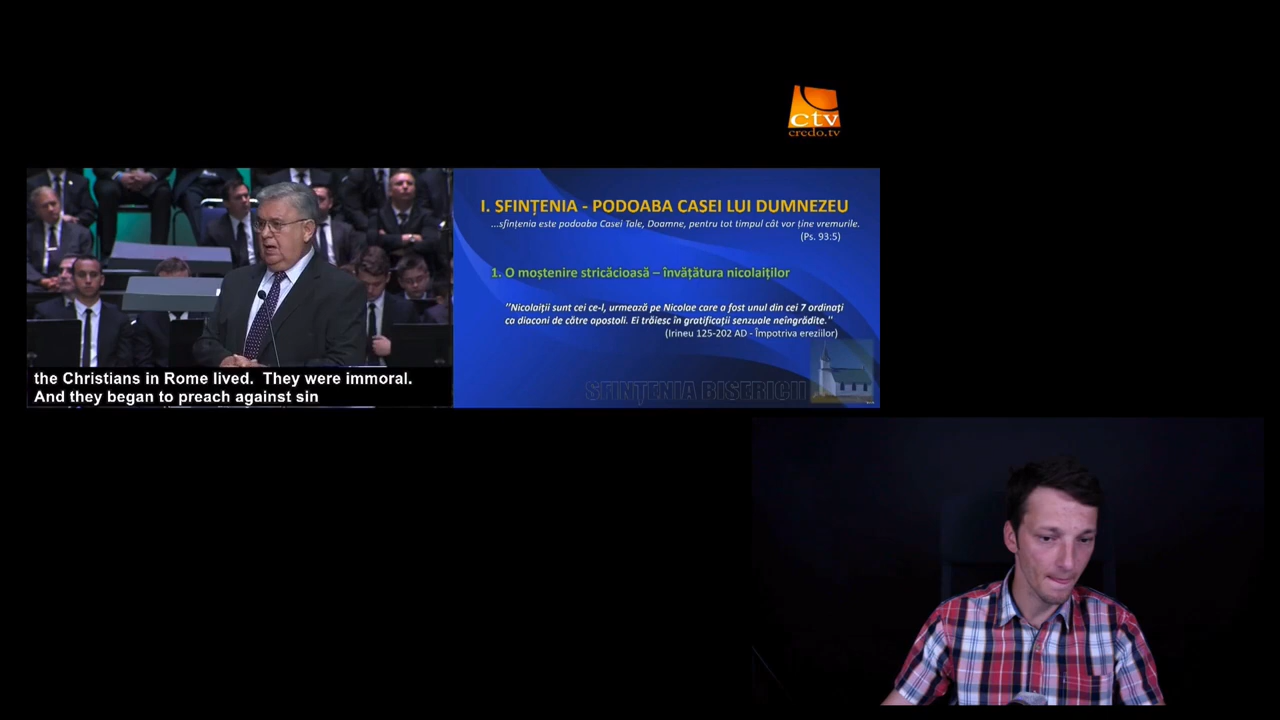 ctv
credo.tv
I. SFINȚENIA - PODOABA CASEI LUI DUMNEZEU
...sfințenia este podoaba Casei Tale, Doamne, pentru tot timpul cât vor ține vremurile.
(Ps. 93:5)
1. O moștenire stricăcioasă – învățătura nicolaiților
"Nicolaiții sunt cei ce-l, urmează pe Nicolae care a fost unul din cei 7 ordinați
ca diaconi de către apostoli. Ei trăiesc în gratificații senzuale neîngrădite."
(Irineu 125-202 AD - Împotriva ereziilor)
SFINȚENIA BISERICII
the Christians in Rome lived. They were immoral.
And they began to preach against sin